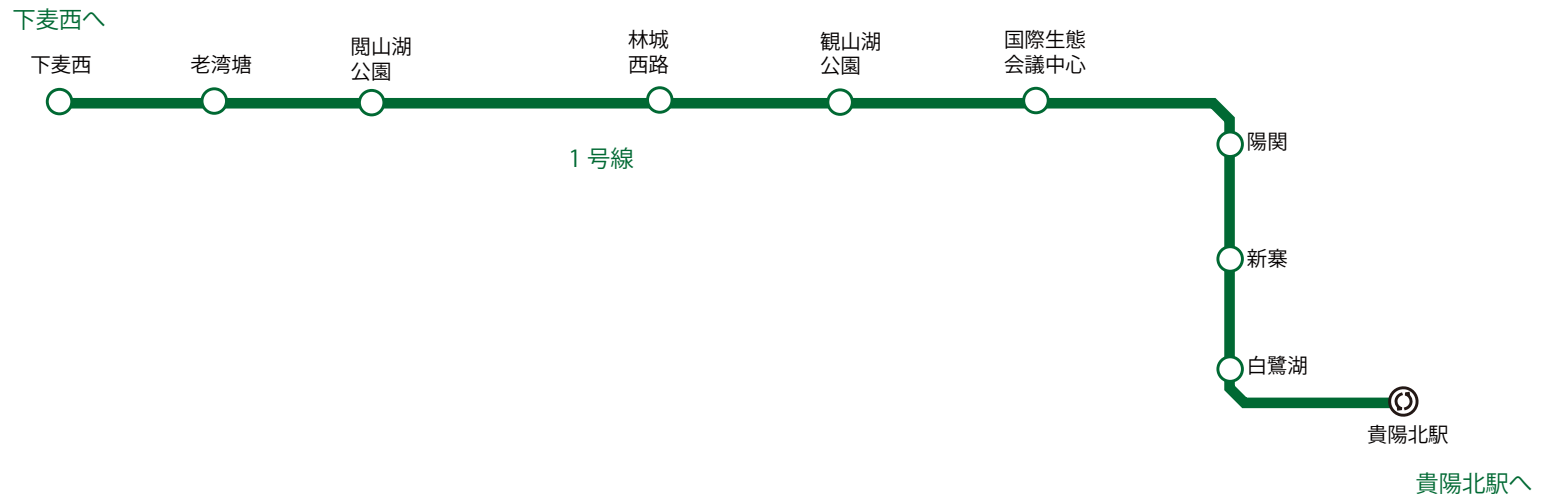 下麦西へ
下麦西
老湾塘
閲山湖
公園
林城
西路
観山湖
公園
国際生態
会議中心
1 号線
陽関
新寨
白鷺湖
貴陽北駅
貴陽北駅へ